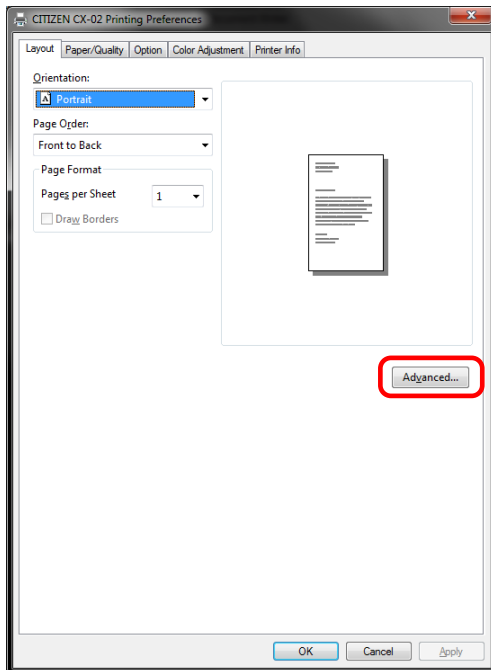 CITIZEN CX-02 Printing Preferences
Layout Paper/Quality Option Color Adjustment Printer Info
Orientation:
A Portrait
Page Order:
Front to Back
Page Format
Pages per Sheet 1
Draw Borders
Advanced...
OK Cancel Apply